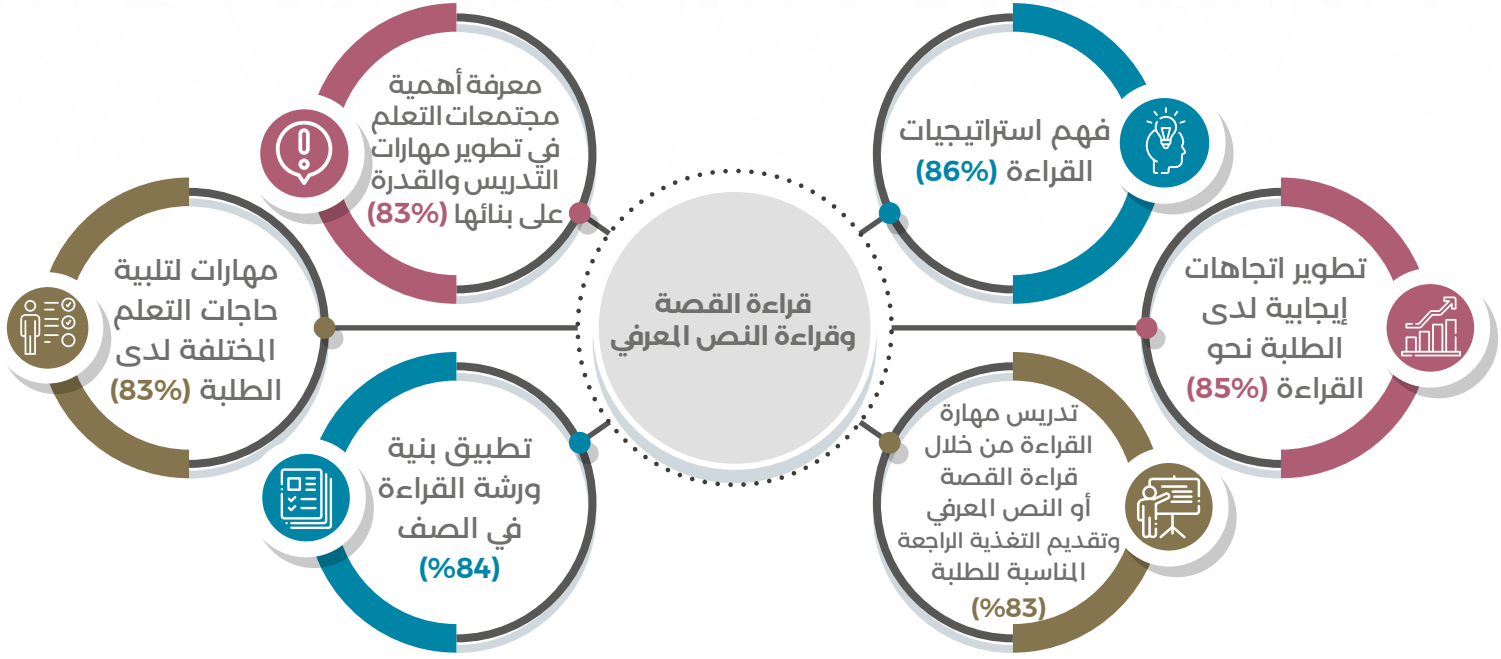 قراءة القصة
وقراءة النص المعرفي
فهم استراتيجيات
القراءة (86%)
تطوير اتجاهات
إيجابية لدى
الطلبة نحو
القراءة (85%)
تدريس مهارة
القراءة من خلال
قراءة القصة
أو النص المعرفي
وتقديم التغذية الراجعة
المناسبة للطلبة
(%83)
معرفة أهمية
مجتمعات التعلم
في تطوير مهارات
التدريس والقدرة
على بنائها (83%)
مهارات لتلبية
حاجات التعلم
المختلفة لدى
الطلبة (83%)
تطبيق بنية
ورشة القراءة
في الصف
(%84)